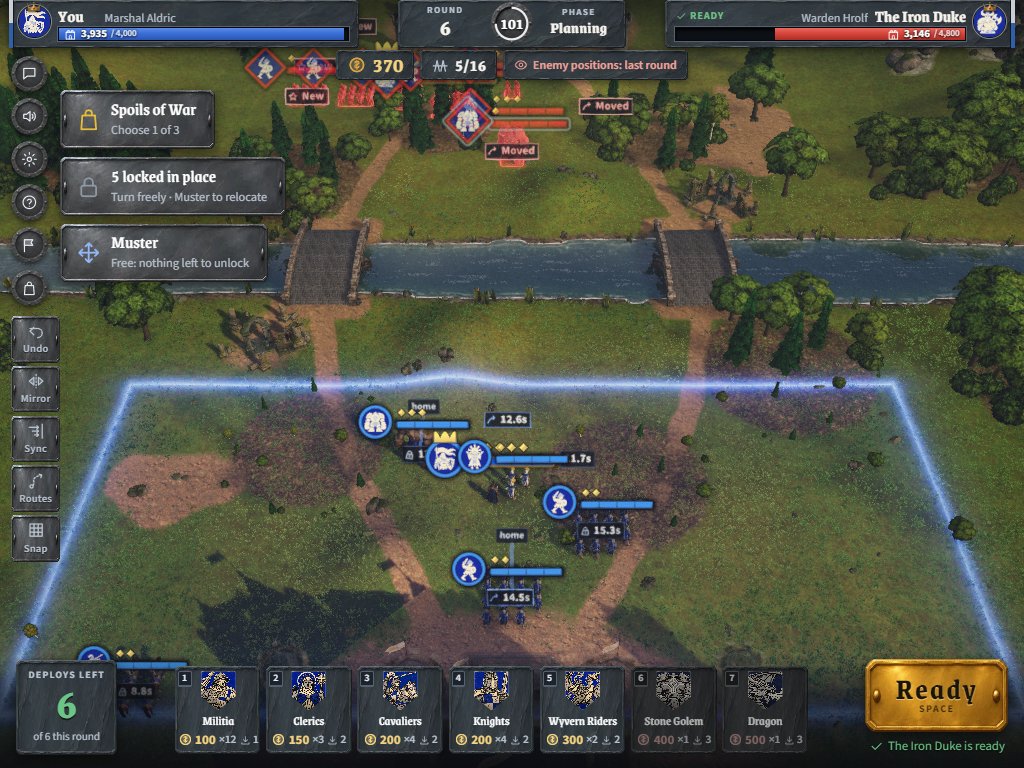 You
Marshal Aldric
3,935 / 4,000
ROUND
6
101
PHASE
Planning
READY
Warden Hrolf
The Iron Duke
3,146 / 4,800
370
5/16
Enemy positions: last round
New
Moved
Moved
Spoils of War
Choose 1 of 3
5 locked in place
Turn freely · Muster to relocate
Muster
Free: nothing left to unlock
Undo
Mirror
Sync
Routes
Snap
home
12.6s
1.7s
15.3s
home
14.5s
8.8s
DEPLOYS LEFT
6
of 6 this round
1
Militia
100 ×12 1
2
Clerics
150 ×3 2
3
Cavaliers
200 ×4 2
4
Knights
200 ×4 2
5
Wyvern Riders
300 ×2 2
6
Stone Golem
400 ×1 3
7
Dragon
500 ×1 3
Ready
SPACE
The Iron Duke is ready